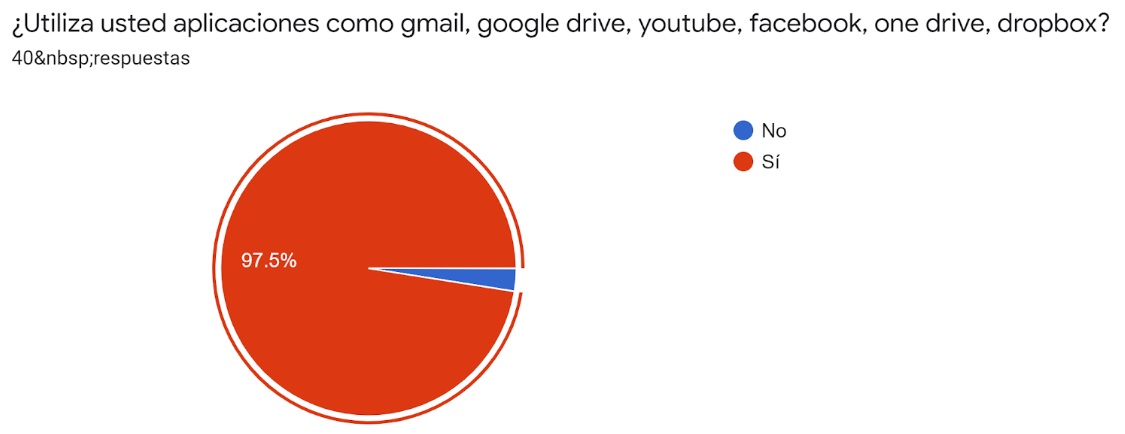 ¿Utiliza usted aplicaciones como gmail, google drive, youtube, facebook, one drive, dropbox?
40&nbsp;respuestas
No
Sí
97.5%